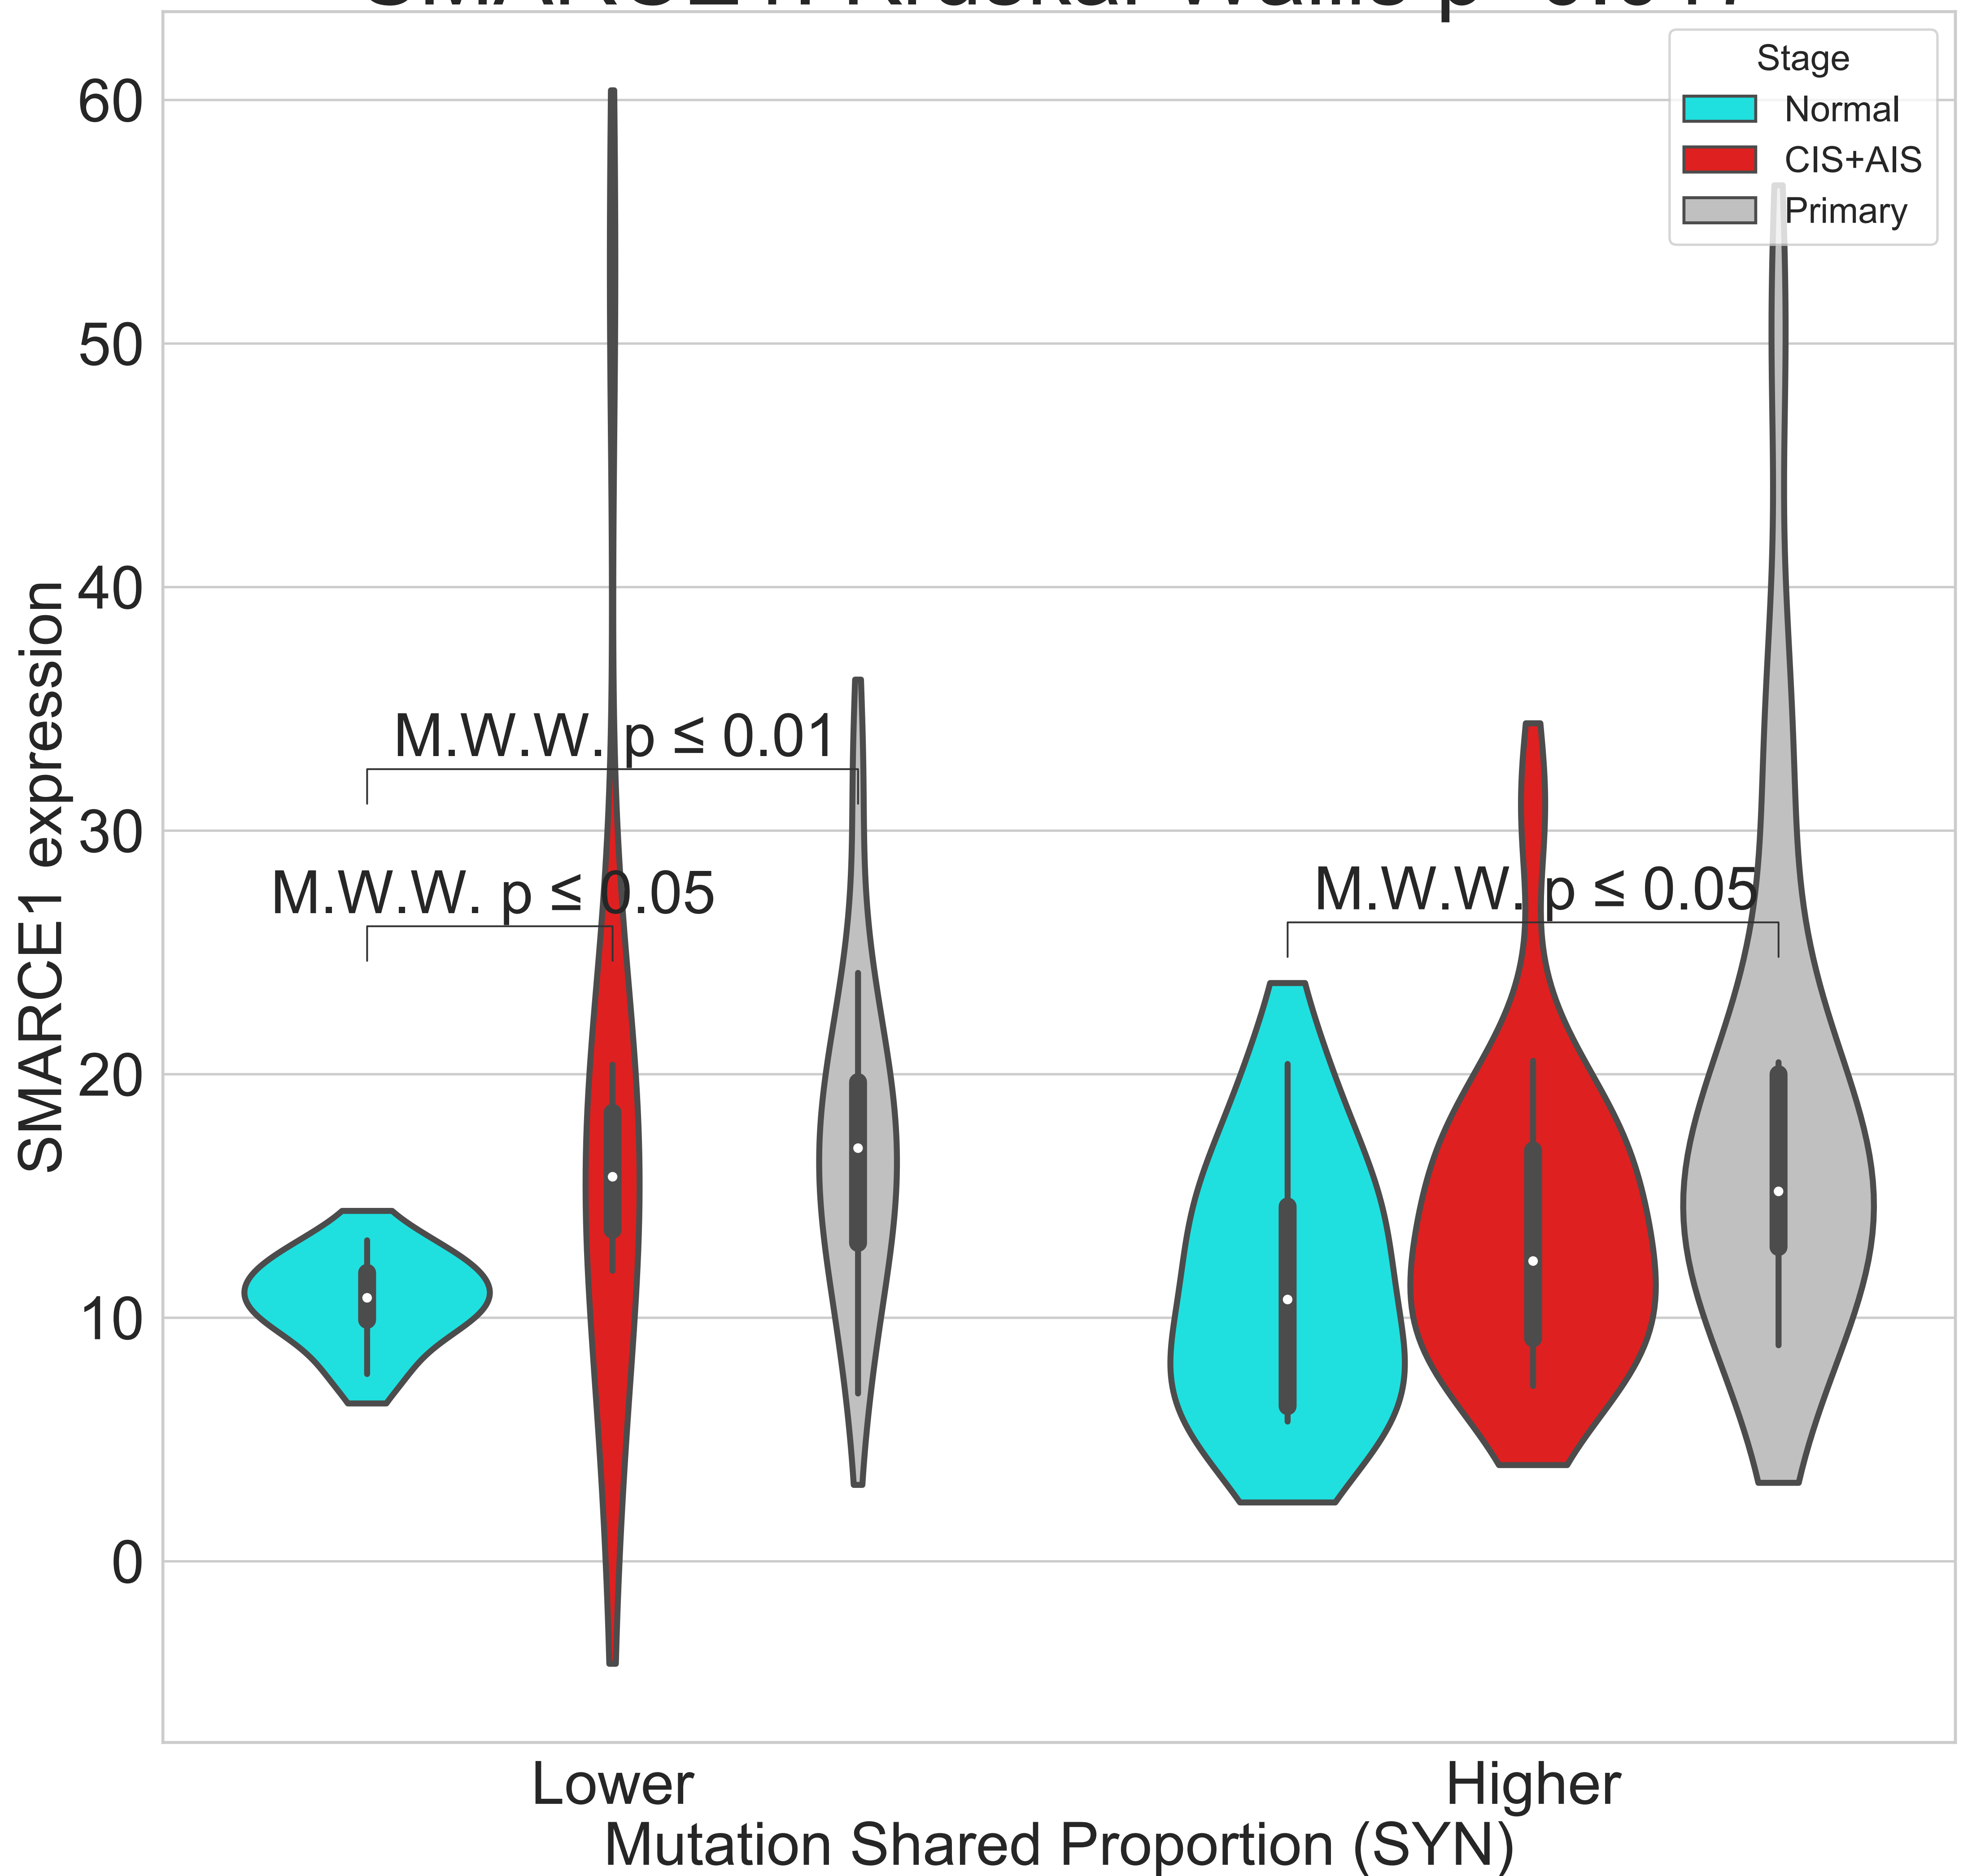 Stage
Normal
CIS+AIS
Primary
60
50
40
30
20
10
0
SMARCE1 expression
M.W.W. p ≤ 0.01
M.W.W. p ≤ 0.05
M.W.W. p ≤ 0.05
Lower
Higher
Mutation Shared Proportion (SYN)